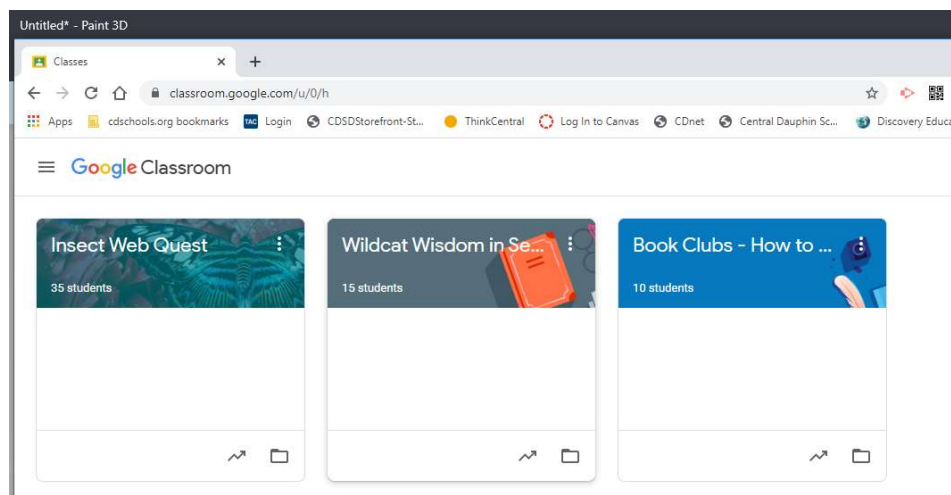 Untitled* - Paint 3D
Classes
classroom.google.com/u/0/h
Apps cdschools.org bookmarks TAC Login CDSDStorefront-St... ThinkCentral Log In to Canvas CDnet Central Dauphin Sc... Discovery Educa
Google Classroom
Insect Web Quest
35 students
Wildcat Wisdom in Se...
15 students
Book Clubs - How to ...
10 students